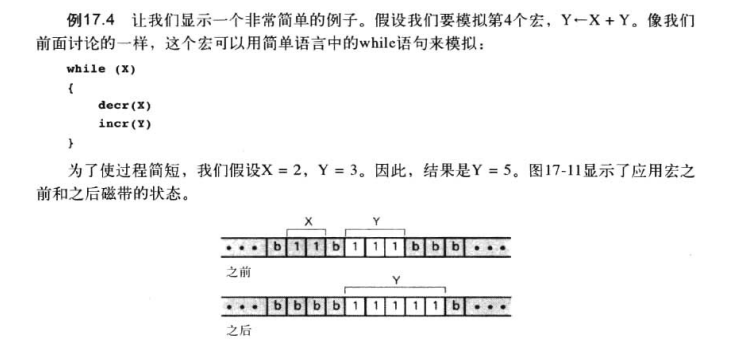 例17.4 让我们显示一个非常简单的例子。假设我们要模拟第4个宏，Y←X + Y。像我们
前面讨论的一样，这个宏可以用简单语言中的while语句来模拟：
while (X)
{
decr(X)
incr(Y)
}
为了使过程简短，我们假设X = 2，Y = 3。因此，结果是Y = 5。图17-11显示了应用宏之
前和之后磁带的状态。
X Y
••• b 1 1 b 1 1 1 b b b •••
之前
Y
••• b b b b 1 1 1 1 1 b •••
之后